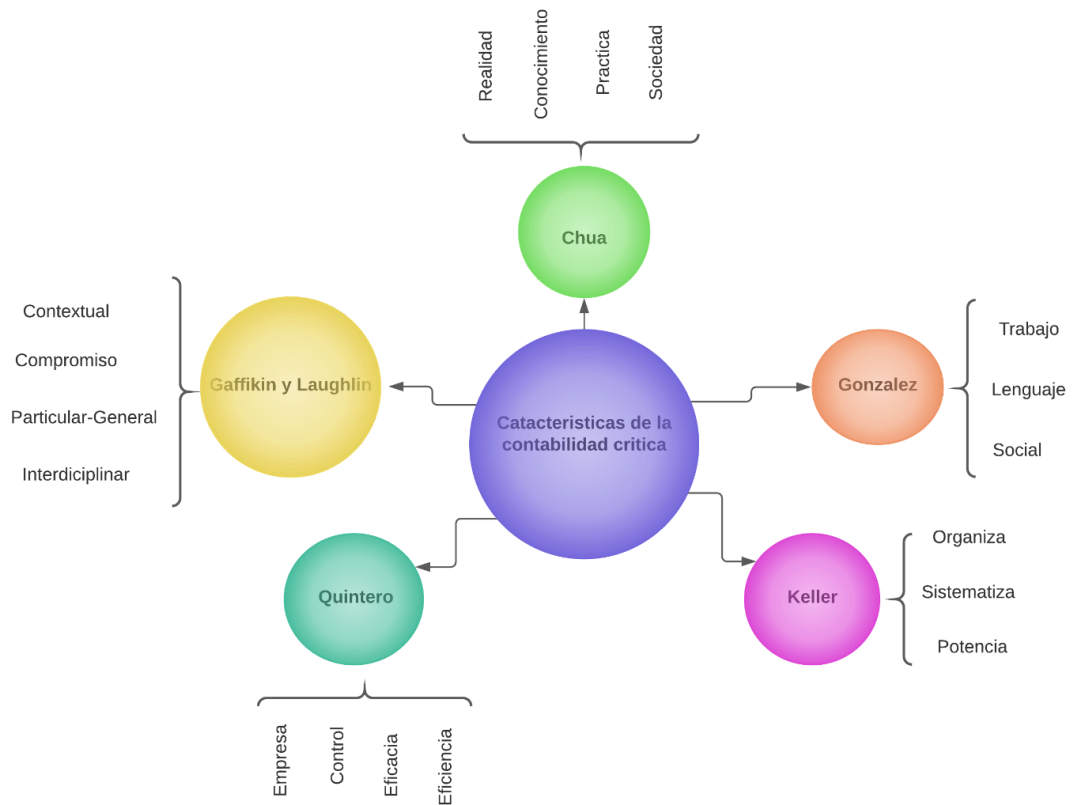 Realidad
Conocimiento
Practica
Sociedad
Chua
Contextual
Compromiso
Particular-General
Interdiciplinar
Gaffikin y Laughlin
Catacteristicas de la
contabilidad critica
Gonzalez
Trabajo
Lenguaje
Social
Quintero
Empresa
Control
Eficacia
Eficiencia
Keller
Organiza
Sistematiza
Potencia